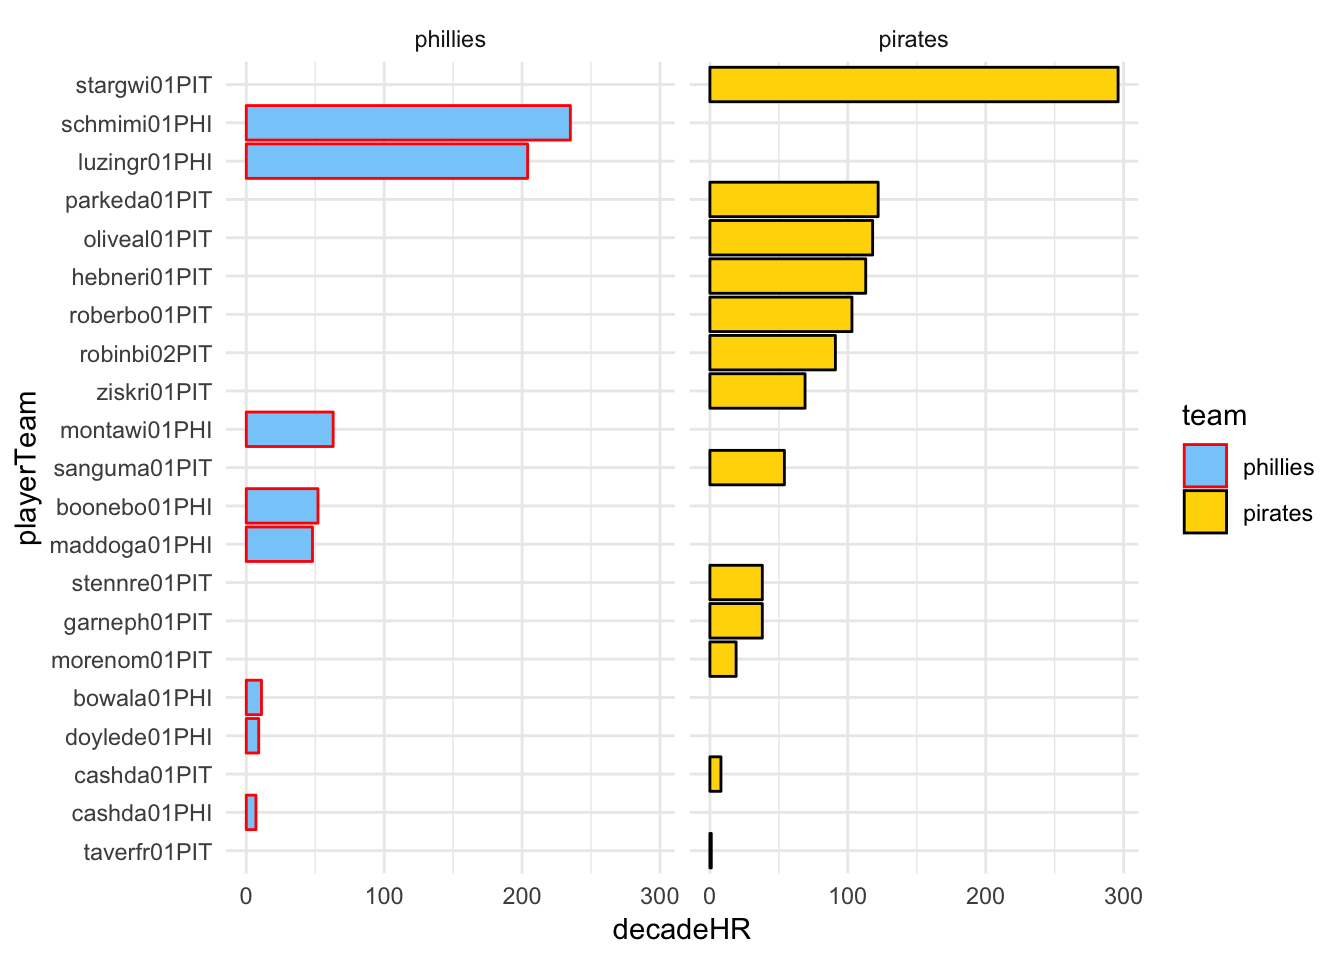 phillies
pirates
stargwi01PIT
schmimi01PHI
luzingr01PHI
parkeda01PIT
oliveal01PIT
hebneri01PIT
roberbo01PIT
robinbi02PIT
ziskri01PIT
montawi01PHI
sanguma01PIT
boonebo01PHI
maddoga01PHI
stennre01PIT
garneph01PIT
morenom01PIT
bowala01PHI
doylede01PHI
cashda01PIT
cashda01PHI
taverfr01PIT
playerTeam
0 100 200 300
0 100 200 300
decadeHR
team
phillies
pirates